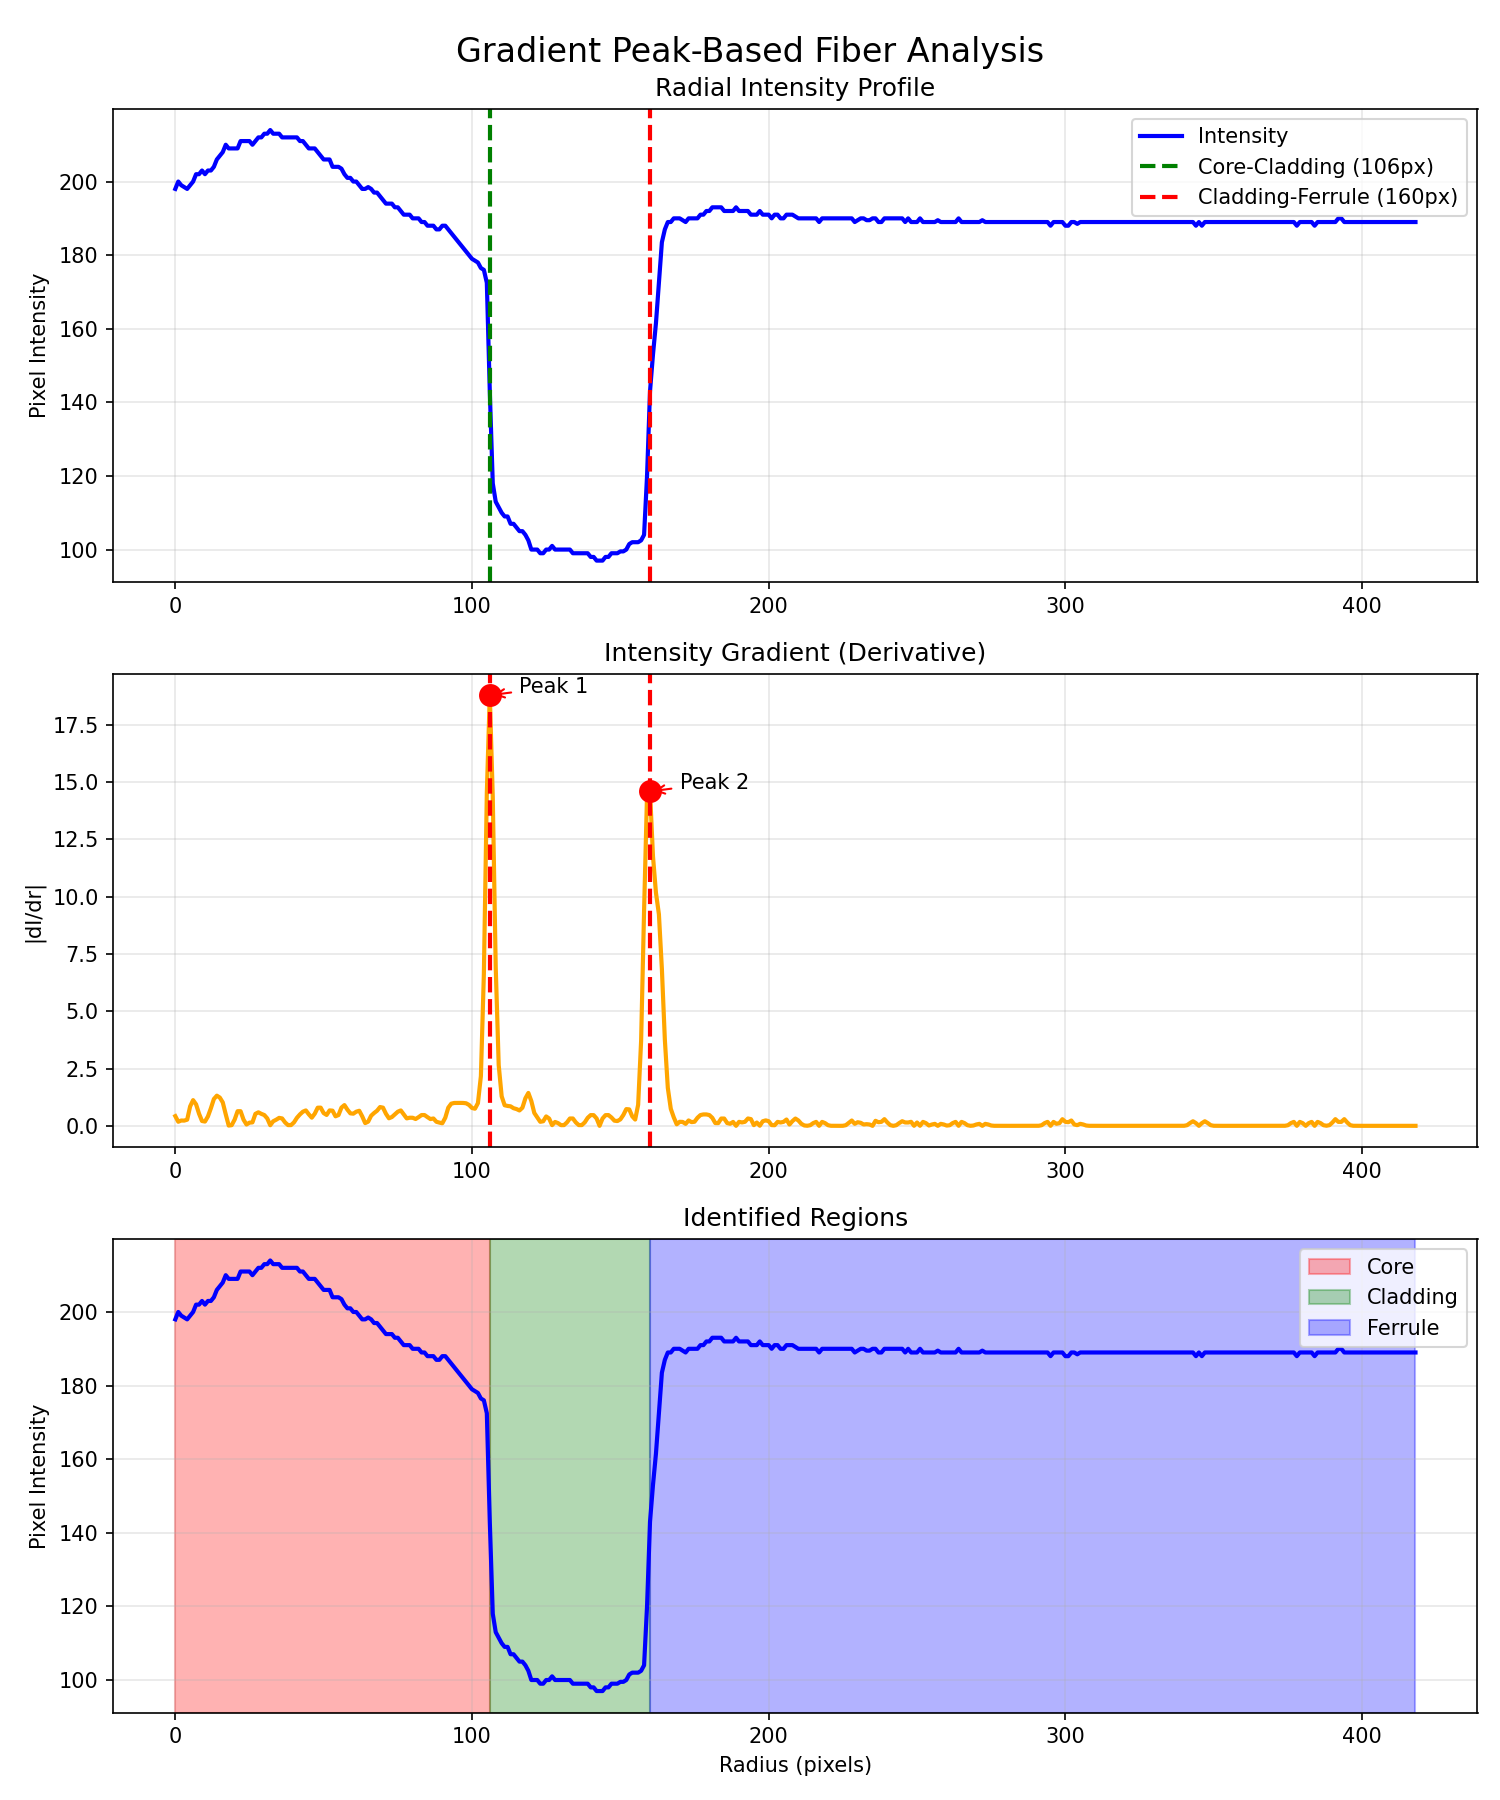 Gradient Peak-Based Fiber Analysis
Radial Intensity Profile
Pixel Intensity
200
180
160
140
120
100
0 100 200 300 400
Intensity
Core-Cladding (106px)
Cladding-Ferrule (160px)
Intensity Gradient (Derivative)
|dI/dr|
17.5
15.0
12.5
10.0
7.5
5.0
2.5
0.0
0 100 200 300 400
Peak 1
Peak 2
Identified Regions
Pixel Intensity
200
180
160
140
120
100
0 100 200 300 400
Radius (pixels)
Core
Cladding
Ferrule